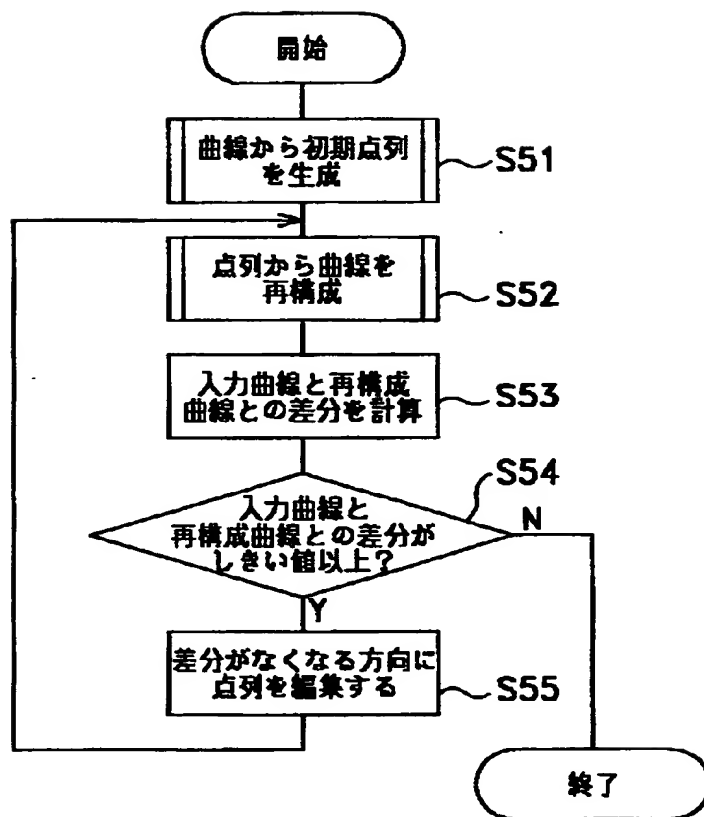 開始
曲線から初期点列
を生成
S51
点列から曲線を
再構成
S52
入力曲線と再構成
曲線との差分を計算
S53
S54
入力曲線と
再構成曲線との差分が
しきい値以上?
N
Y
差分がなくなる方向に
点列を編集する
S55
終了